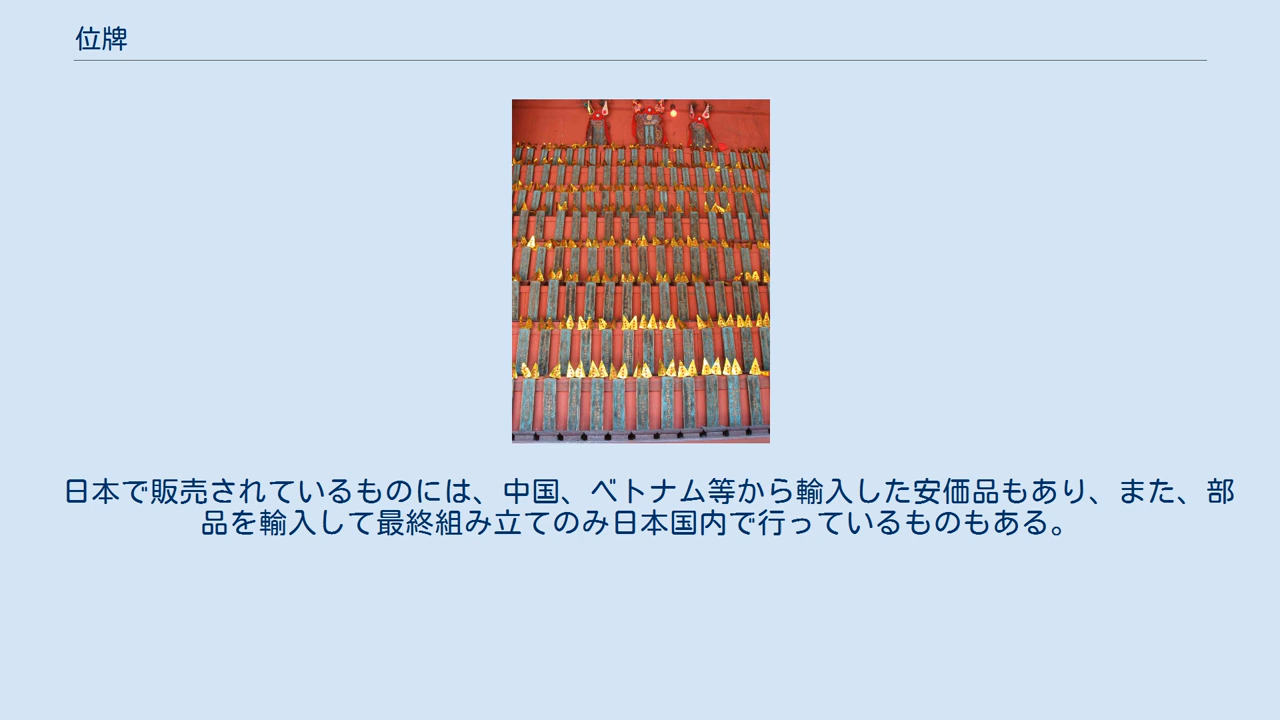 位牌
日本で販売されているものには、中国、ベトナム等から輸入した安価品もあり、また、部
品を輸入して最終組み立てのみ日本国内で行っているものもある。